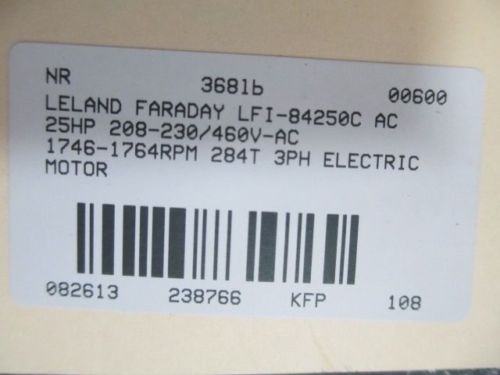 NR 3681b 00600
LELAND FARADAY LFI-84250C AC
25HP 208-230/460V-AC
1746-1764RPM 284T 3PH ELECTRIC
MOTOR
082613 238766 KFP 108